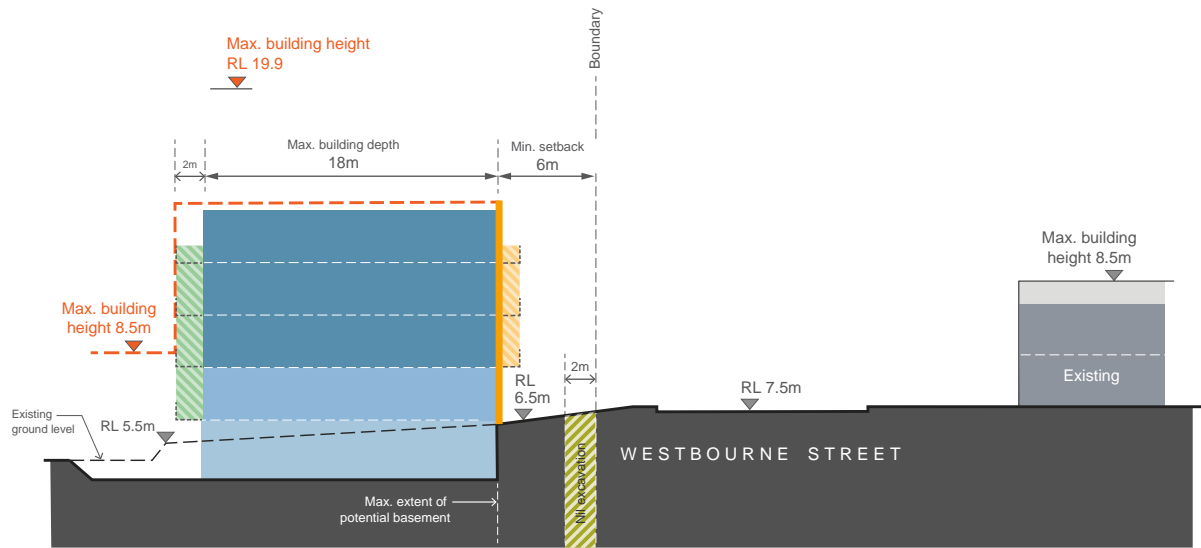 Max. building height
RL 19.9
Boundary
Max. building depth
18m
2m
Min. setback
6m
Max. building
height 8.5m
Max. building
height 8.5m
Existing
2m
RL
6.5m
RL 7.5m
Existing
ground level
RL 5.5m
WESTBOURNE STREET
Nil excavation
Max. extent of
potential basement